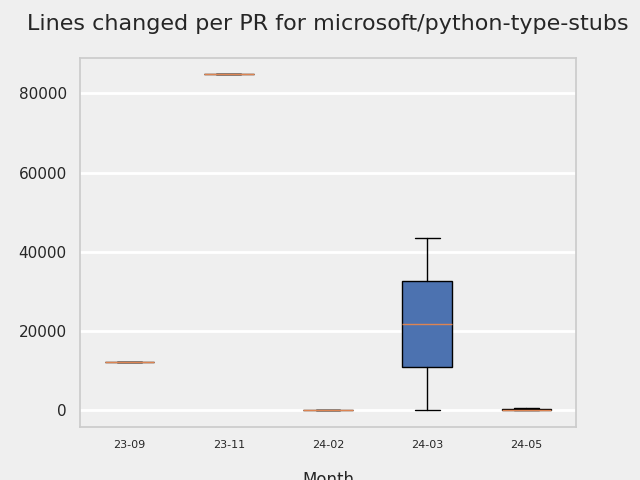 Lines changed per PR for microsoft/python-type-stubs
80000
60000
40000
20000
0
23-09 23-11 24-02 24-03 24-05
Month